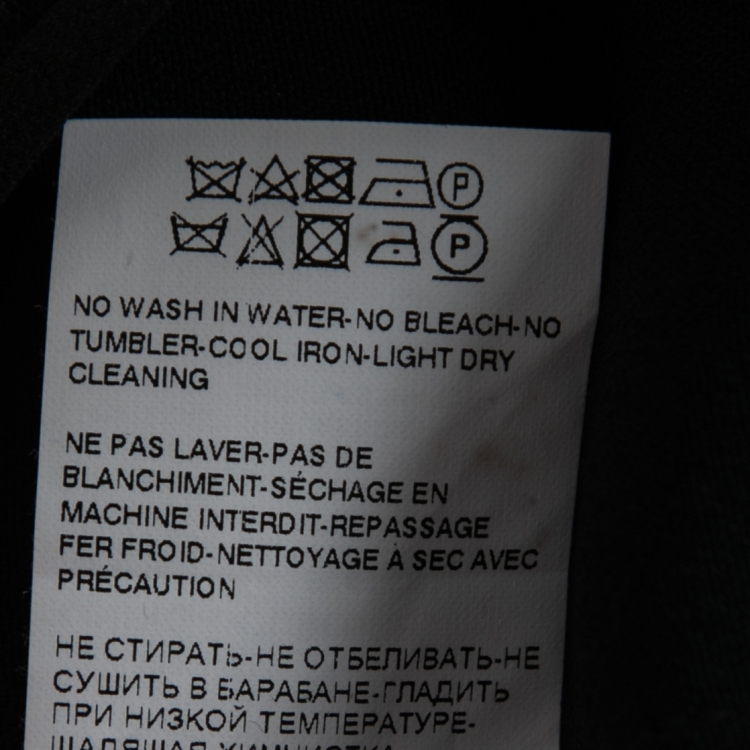 P
P
NO WASH IN WATER-NO BLEACH-NO
TUMBLER-COOL IRON-LIGHT DRY
CLEANING
NE PAS LAVER-PAS DE
BLANCHIMENT-SÉCHAGE EN
MACHINE INTERDIT-REPASSAGE
FER FROID-NETTOYAGE À SEC AVEC
PRÉCAUTION
НЕ СТИРАТЬ-НЕ ОТБЕЛИВАТЬ-НЕ
СУШИТЬ В БАРАБАНЕ-ГЛАДИТЬ
ПРИ НИЗКОЙ ТЕМПЕРАТУРЕ-